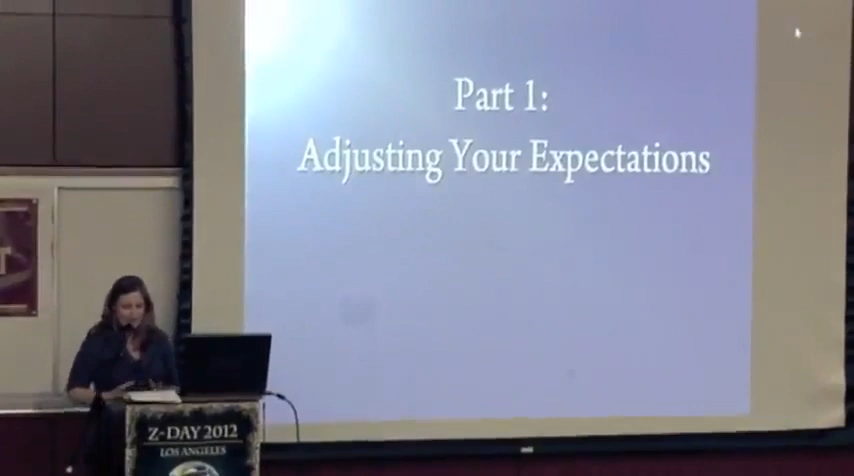 Part 1:
Adjusting Your Expectations
Z-DAY 2012
LOS ANGELES